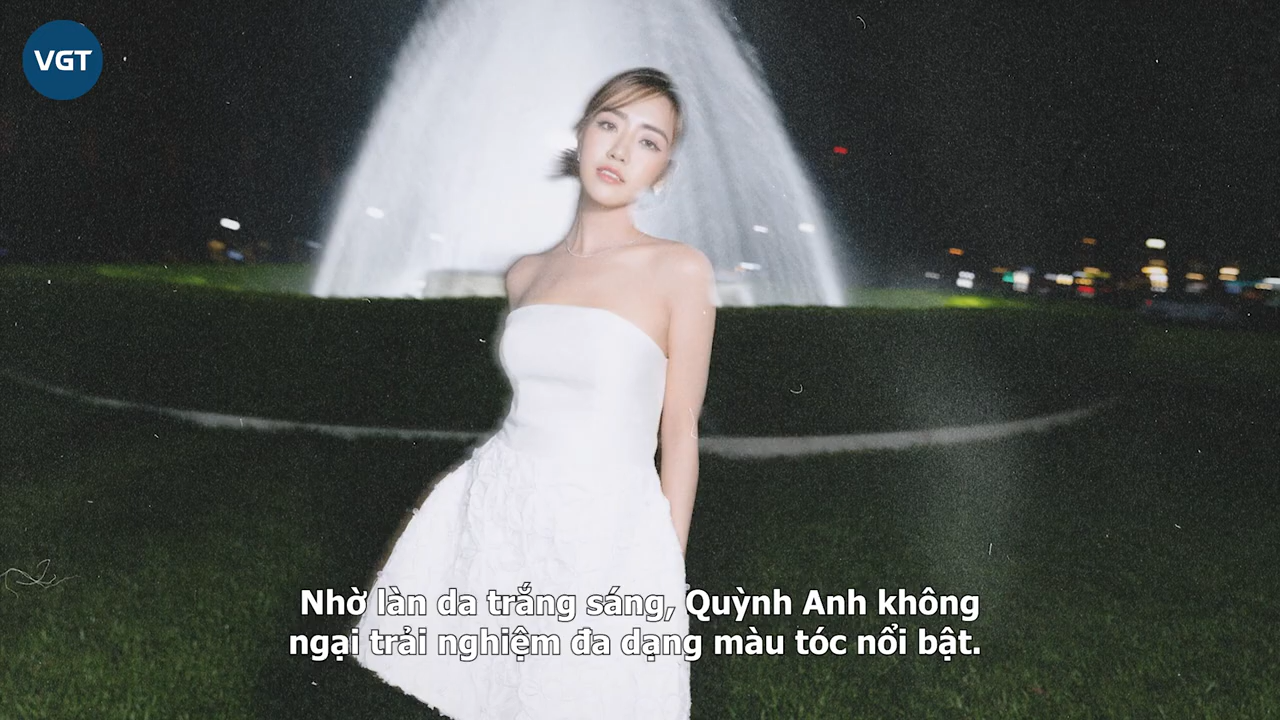 VGT
Nhờ làn da trắng sáng, Quỳnh Anh không
ngại trải nghiệm đa dạng màu tóc nổi bật.